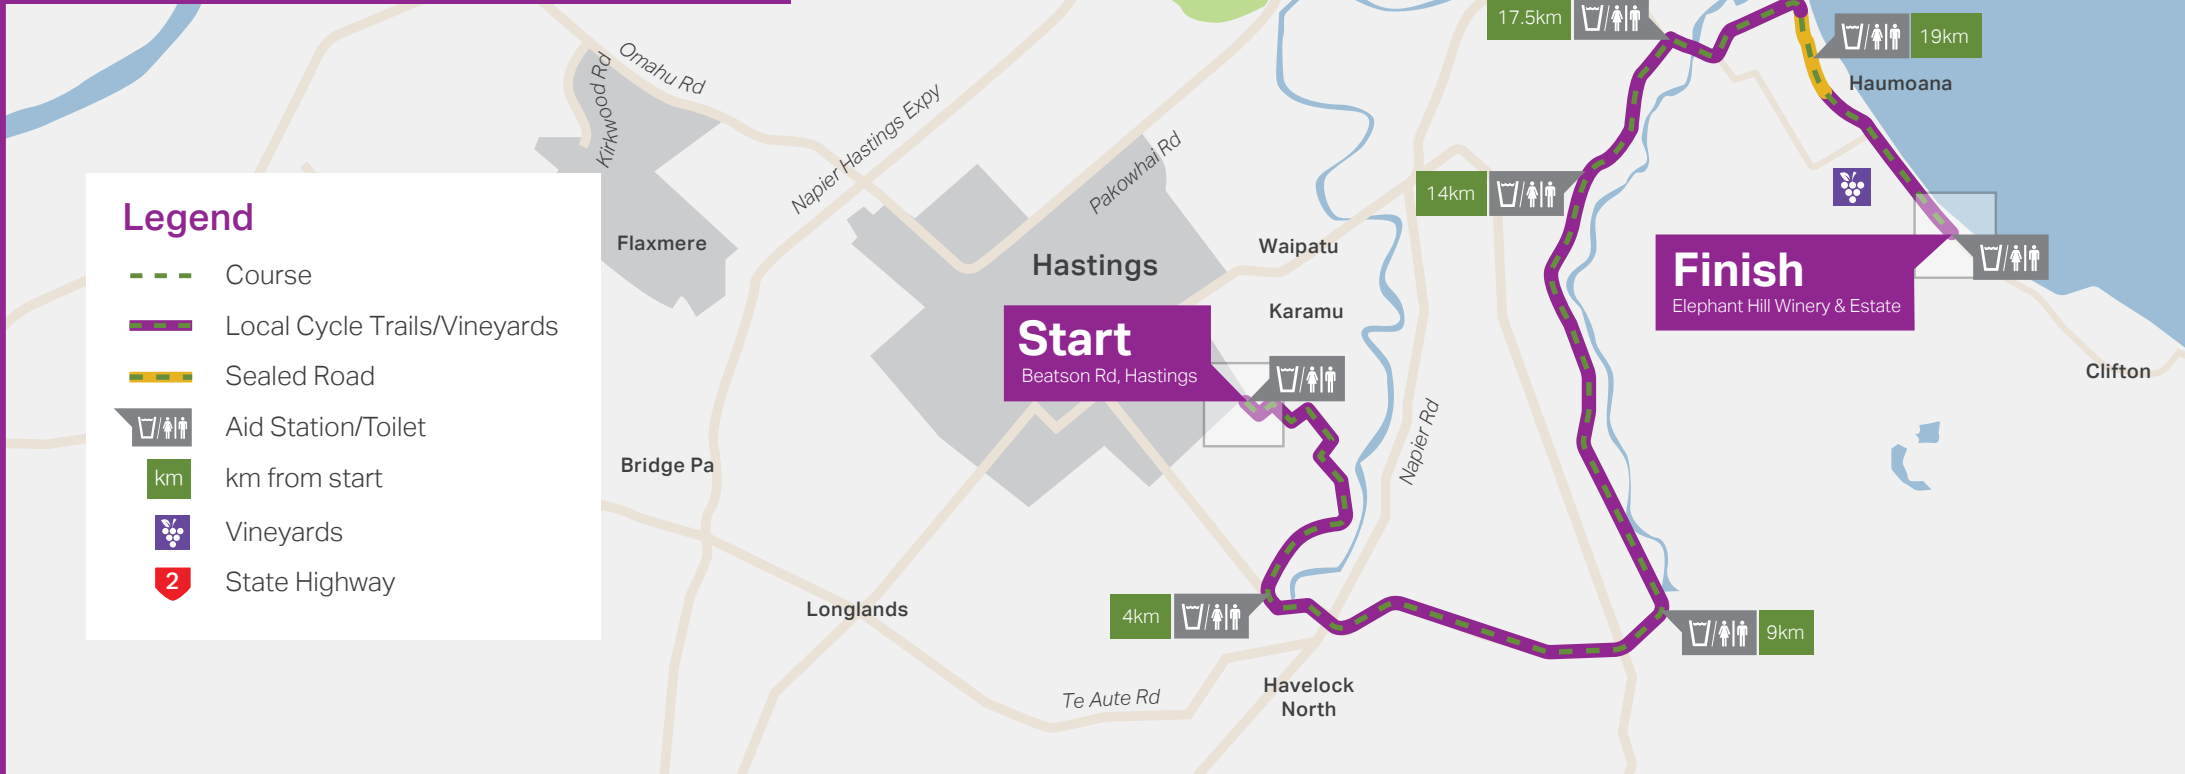 17.5km
19km
Haumoana
Omahu Rd
Kirkwood Rd
Napier Hastings Expy
Pakowhai Rd
14km
Legend
Course
Local Cycle Trails/Vineyards
Sealed Road
Aid Station/Toilet
km
km from start
Vineyards
2
State Highway
Flaxmere
Hastings
Waipatu
Karamu
Start
Beatson Rd, Hastings
Finish
Elephant Hill Winery & Estate
Clifton
Napier Rd
Bridge Pa
Longlands
4km
9km
Te Aute Rd
Havelock
North